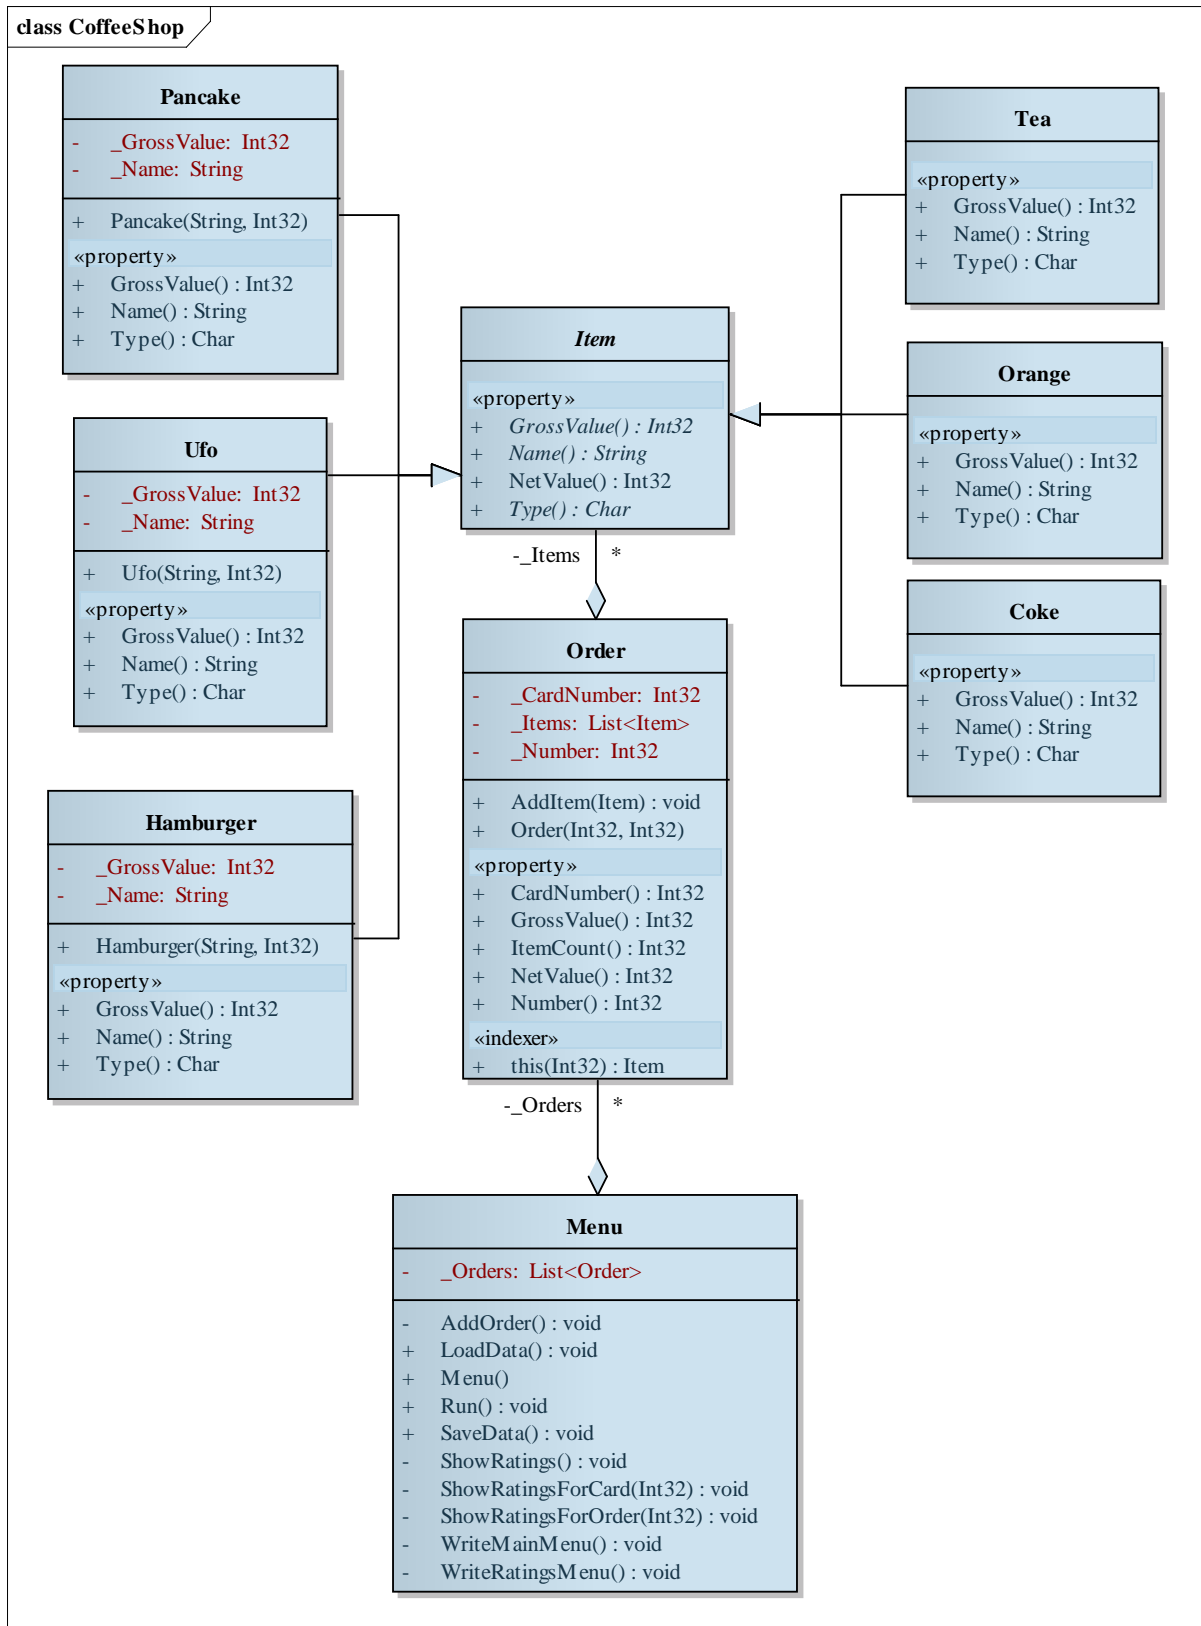 class CoffeeShop
Pancake
- _GrossValue: Int32
- _Name: String
+ Pancake(String, Int32)
«property»
+ GrossValue() : Int32
+ Name() : String
+ Type() : Char
Ufo
- _GrossValue: Int32
- _Name: String
+ Ufo(String, Int32)
«property»
+ GrossValue() : Int32
+ Name() : String
+ Type() : Char
Hamburger
- _GrossValue: Int32
- _Name: String
+ Hamburger(String, Int32)
«property»
+ GrossValue() : Int32
+ Name() : String
+ Type() : Char
Item
«property»
+ GrossValue() : Int32
+ Name() : String
+ NetValue() : Int32
+ Type() : Char
-_Items *
Order
- _CardNumber: Int32
- _Items: List<Item>
- _Number: Int32
+ AddItem(Item) : void
+ Order(Int32, Int32)
«property»
+ CardNumber() : Int32
+ GrossValue() : Int32
+ ItemCount() : Int32
+ NetValue() : Int32
+ Number() : Int32
«indexer»
+ this(Int32) : Item
-_Orders *
Menu
- _Orders: List<Order>
- AddOrder() : void
+ LoadData() : void
+ Menu()
+ Run() : void
+ SaveData() : void
- ShowRatings() : void
- ShowRatingsForCard(Int32) : void
- ShowRatingsForOrder(Int32) : void
- WriteMainMenu() : void
- WriteRatingsMenu() : void
Tea
«property»
+ GrossValue() : Int32
+ Name() : String
+ Type() : Char
Orange
«property»
+ GrossValue() : Int32
+ Name() : String
+ Type() : Char
Coke
«property»
+ GrossValue() : Int32
+ Name() : String
+ Type() : Char